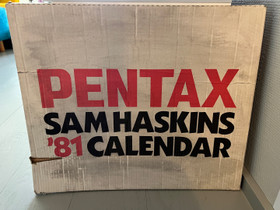 PENTAX
SAM HASKINS
'81 CALENDAR